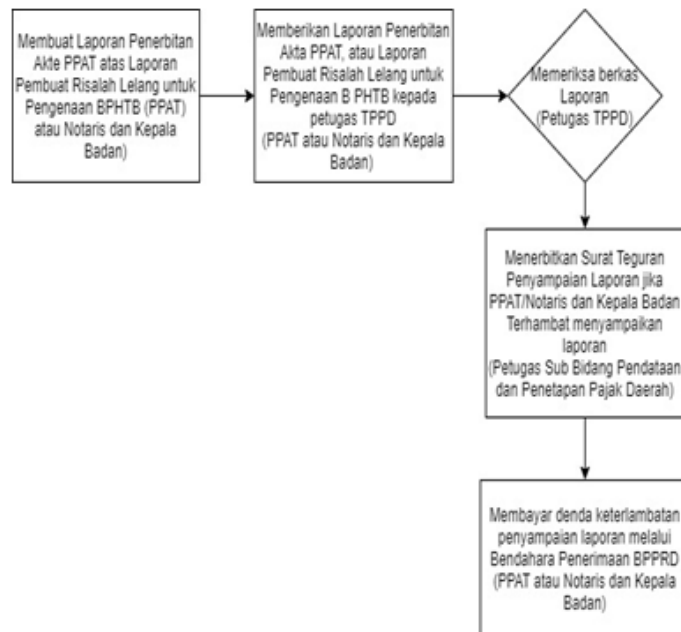 Membuat Laporan Penerbitan
Akte PPAT atas Laporan
Pembuat Risalah Lelang untuk
Pengenaan BPHTB (PPAT)
atau Notaris dan Kepala
Badan)
Memberikan Laporan Penerbitan
Akta PPAT, atau Laporan
Pembuat Risalah Lelang untuk
Pengenaan B PHTB kepada
petugas TPPD
(PPAT atau Notaris dan Kepala
Badan)
Memeriksa berkas
Laporan
(Petugas TPPD)
Menerbitkan Surat Teguran
Penyampaian Laporan jika
PPAT/Notaris dan Kepala Badan
Terhambat menyampaikan
laporan
(Petugas Sub Bidang Pendataan
dan Penetapan Pajak Daerah)
Membayar denda keterlambatan
penyampaian laporan melalui
Bendahara Penerimaan BPPRD
(PPAT atau Notaris dan Kepala
Badan)